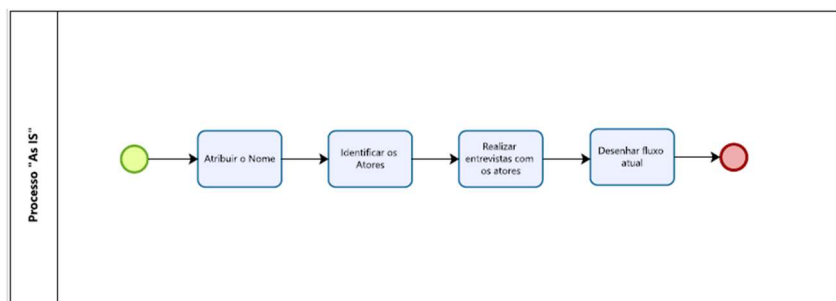 Processo "As IS"
Atribuir o Nome
Identificar os
Atores
Realizar
entrevistas com
os atores
Desenhar fluxo
atual